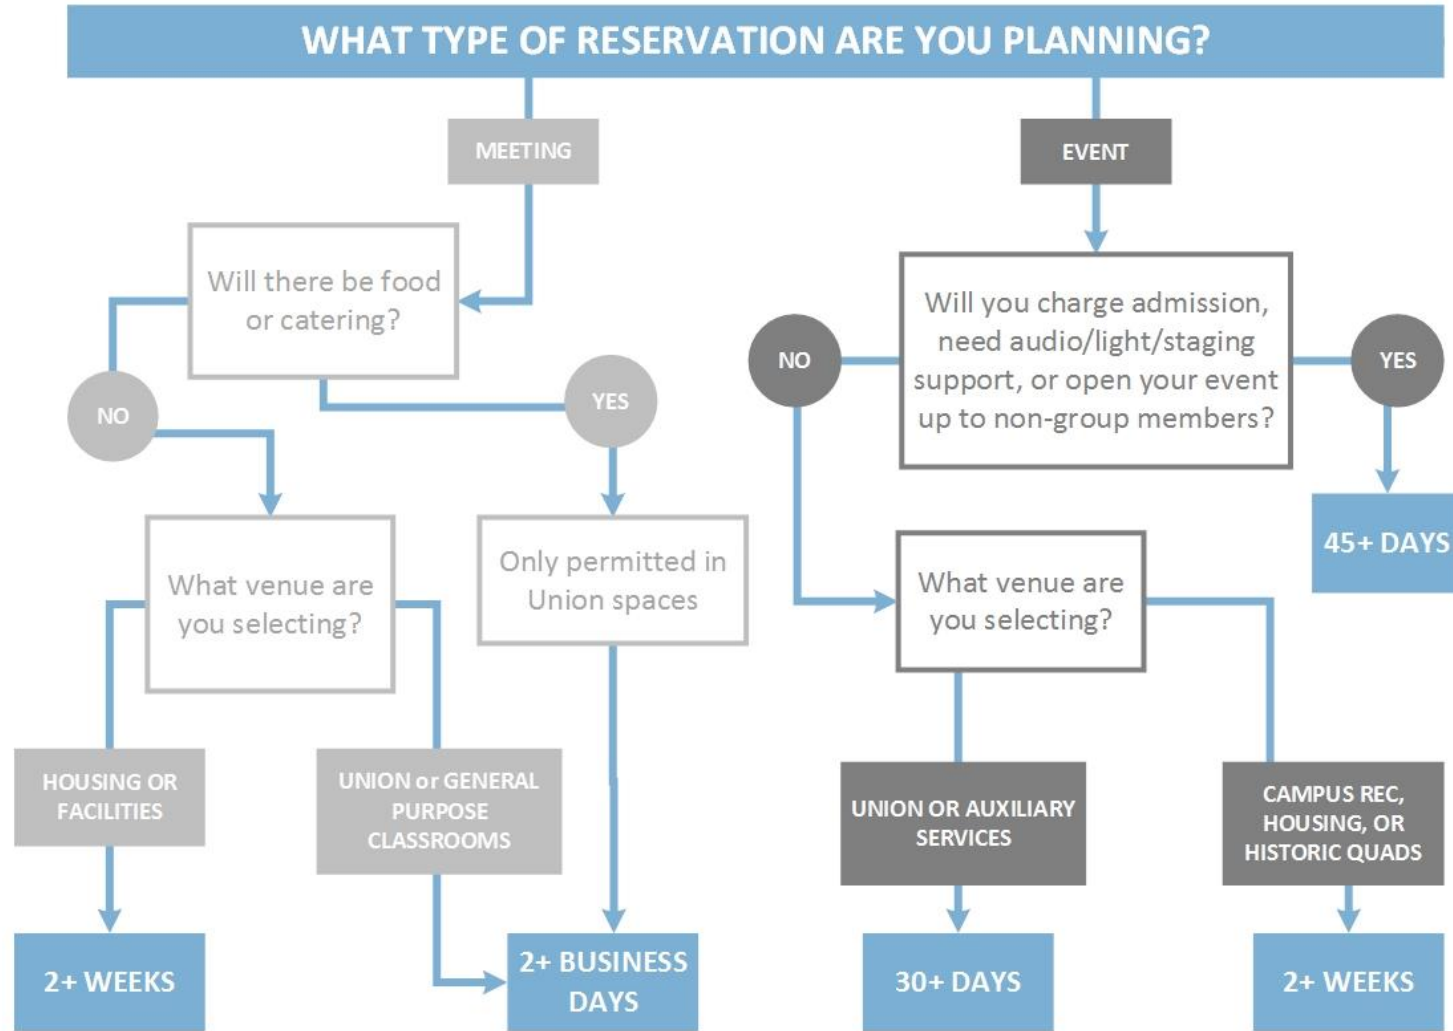 WHAT TYPE OF RESERVATION ARE YOU PLANNING?
MEETING
EVENT
Will there be food
or catering?
Will you charge admission,
need audio/light/staging
support, or open your event
up to non-group members?
NO
YES
NO
YES
What venue are
you selecting?
Only permitted in
Union spaces
What venue are
you selecting?
45+ DAYS
HOUSING OR
FACILITIES
UNION or GENERAL
PURPOSE
CLASSROOMS
UNION OR AUXILIARY
SERVICES
CAMPUS REC,
HOUSING, OR
HISTORIC QUADS
2+ WEEKS
2+ BUSINESS
DAYS
30+ DAYS
2+ WEEKS